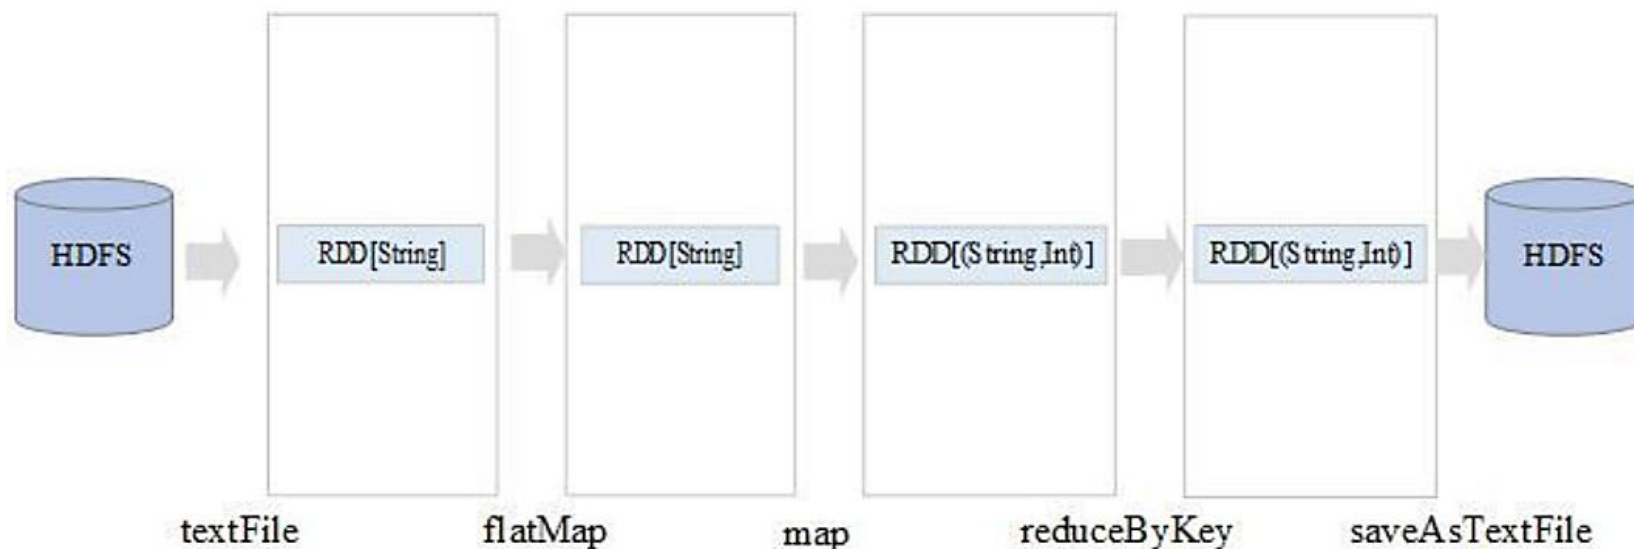 HDFS
RDD[String]
RDD[String]
RDD[(String,Int)]
RDD[(String,Int)]
HDFS
textFile
flatMap
map
reduceByKey
saveAsTextFile